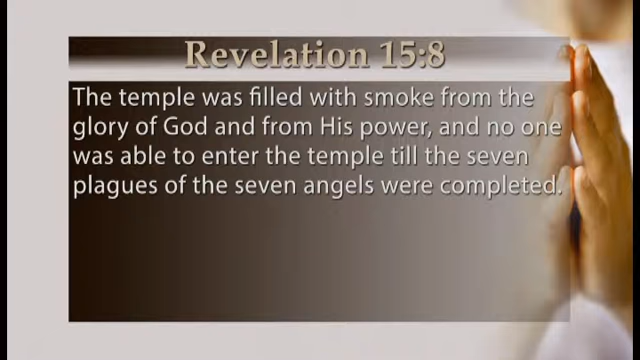 Revelation 15:8
The temple was filled with smoke from the
glory of God and from His power, and no one
was able to enter the temple till the seven
plagues of the seven angels were completed.